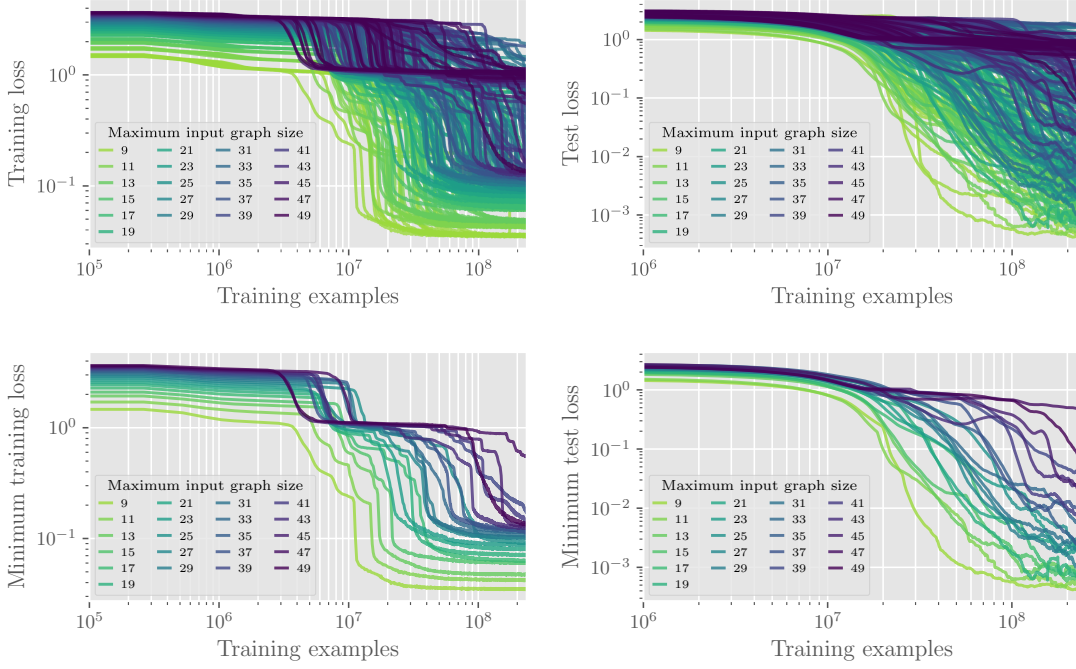 Training loss
10^0
10^-1
Maximum input graph size
9 21 31 41
11 23 33 43
13 25 35 45
15 27 37 47
17 29 39 49
19
10^5 10^6 10^7 10^8
Training examples
Test loss
10^0
10^-1
10^-2
10^-3
Maximum input graph size
9 21 31 41
11 23 33 43
13 25 35 45
15 27 37 47
17 29 39 49
19
10^6 10^7 10^8
Training examples
Minimum training loss
10^0
10^-1
Maximum input graph size
9 21 31 41
11 23 33 43
13 25 35 45
15 27 37 47
17 29 39 49
19
10^5 10^6 10^7 10^8
Training examples
Minimum test loss
10^0
10^-1
10^-2
10^-3
Maximum input graph size
9 21 31 41
11 23 33 43
13 25 35 45
15 27 37 47
17 29 39 49
19
10^6 10^7 10^8
Training examples